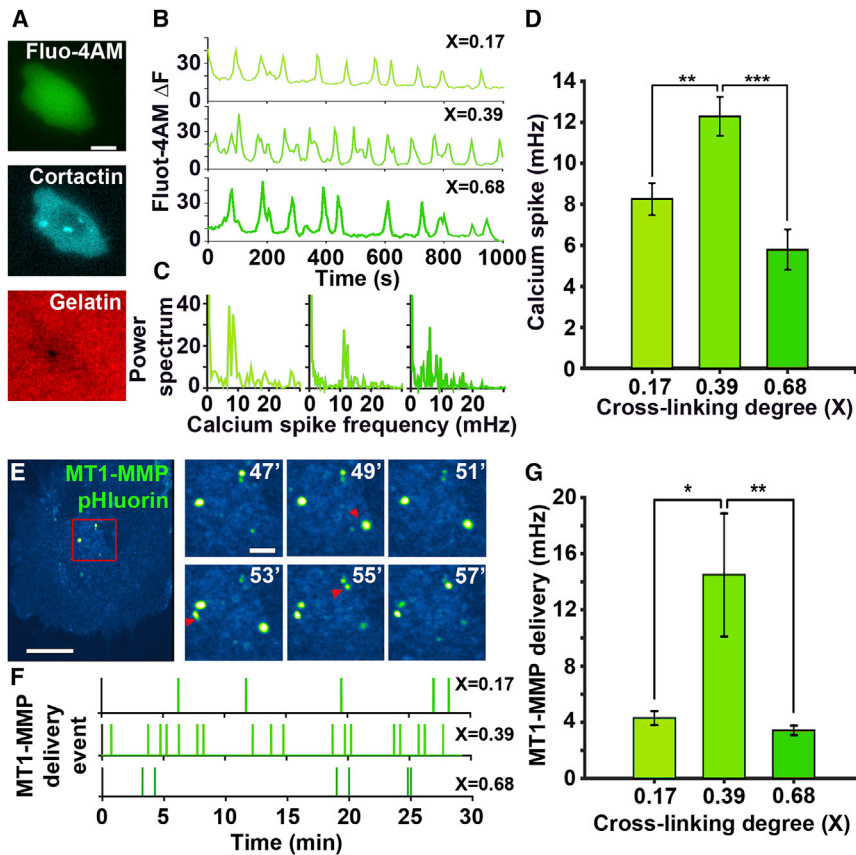 A
Fluo-4AM
Cortactin
Gelatin
B
Fluot-4AM ΔF
30
0
X=0.17
30
0
X=0.39
30
0
X=0.68
0 200 400 600 800 1000
Time (s)
C
Power
spectrum
40
20
0
0 10 20
0 10 20
0 10 20
Calcium spike frequency (mHz)
D
Calcium spike (mHz)
14
12
10
8
6
4
2
0
** ***
0.17 0.39 0.68
Cross-linking degree (X)
E
MT1-MMP
pHluorin
47’ 49’ 51’
53’ 55’ 57’
F
MT1-MMP
delivery
event
X=0.17
X=0.39
X=0.68
0 5 10 15 20 25 30
Time (min)
G
MT1-MMP delivery (mHz)
20
16
12
8
4
0
* **
0.17 0.39 0.68
Cross-linking degree (X)